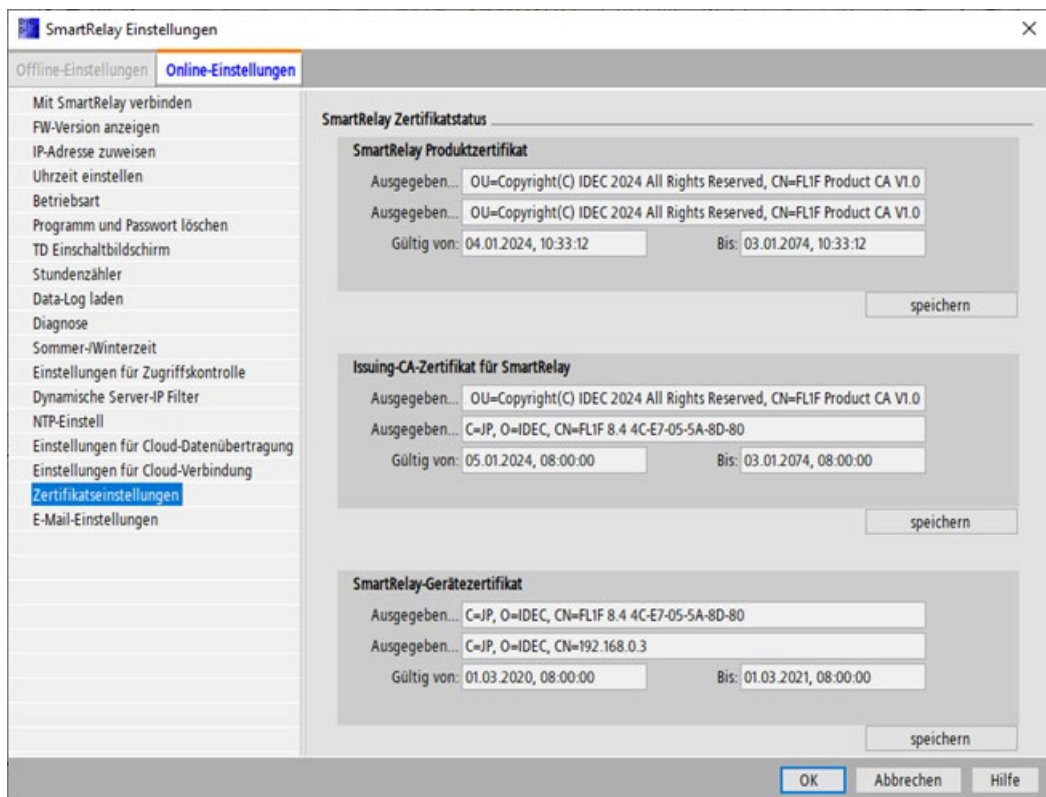 SmartRelay Einstellungen
Offline-Einstellungen Online-Einstellungen
Mit SmartRelay verbinden
FW-Version anzeigen
IP-Adresse zuweisen
Uhrzeit einstellen
Betriebsart
Programm und Passwort löschen
TD Einschaltbildschirm
Stundenzähler
Data-Log laden
Diagnose
Sommer-/Winterzeit
Einstellungen für Zugriffskontrolle
Dynamische Server-IP Filter
NTP-Einstell
Einstellungen für Cloud-Datenübertragung
Einstellungen für Cloud-Verbindung
Zertifikatseinstellungen
E-Mail-Einstellungen
SmartRelay Zertifikatstatus
SmartRelay Produktzertifikat
Ausgegeben... OU=Copyright(C) IDEC 2024 All Rights Reserved, CN=FL1F Product CA V1.0
Ausgegeben... OU=Copyright(C) IDEC 2024 All Rights Reserved, CN=FL1F Product CA V1.0
Gültig von: 04.01.2024, 10:33:12 Bis: 03.01.2074, 10:33:12
speichern
Issuing-CA-Zertifikat für SmartRelay
Ausgegeben... OU=Copyright(C) IDEC 2024 All Rights Reserved, CN=FL1F Product CA V1.0
Ausgegeben... C=JP, O=IDEC, CN=FL1F 8.4 4C-E7-05-5A-8D-80
Gültig von: 05.01.2024, 08:00:00 Bis: 03.01.2074, 08:00:00
speichern
SmartRelay-Gerätezertifikat
Ausgegeben... C=JP, O=IDEC, CN=FL1F 8.4 4C-E7-05-5A-8D-80
Ausgegeben... C=JP, O=IDEC, CN=192.168.0.3
Gültig von: 01.03.2020, 08:00:00 Bis: 01.03.2021, 08:00:00
speichern
OK Abbrechen Hilfe